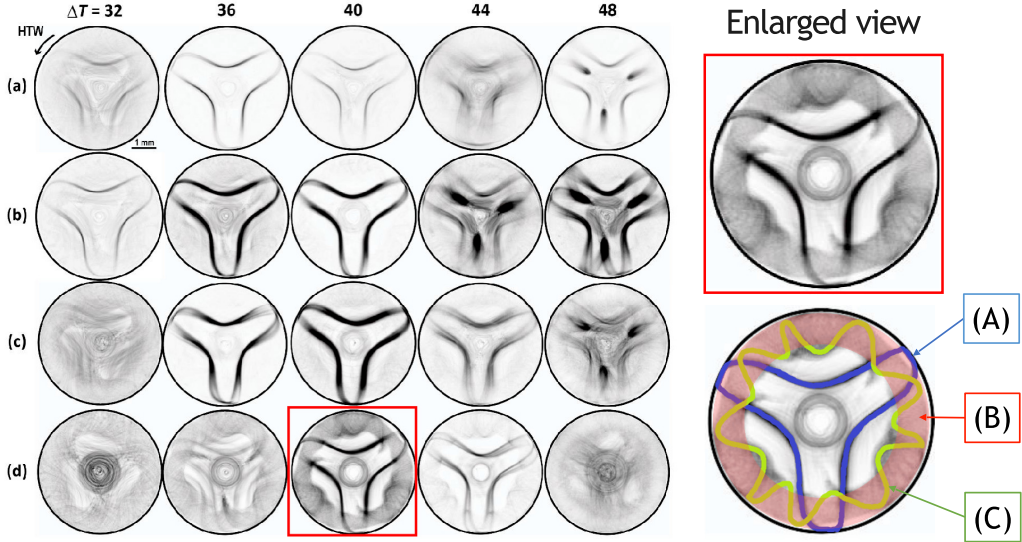 ΔT = 32 36 40 44 48
HTW
(a)
1 mm
(b)
(c)
(d)
Enlarged view
(A)
(B)
(C)